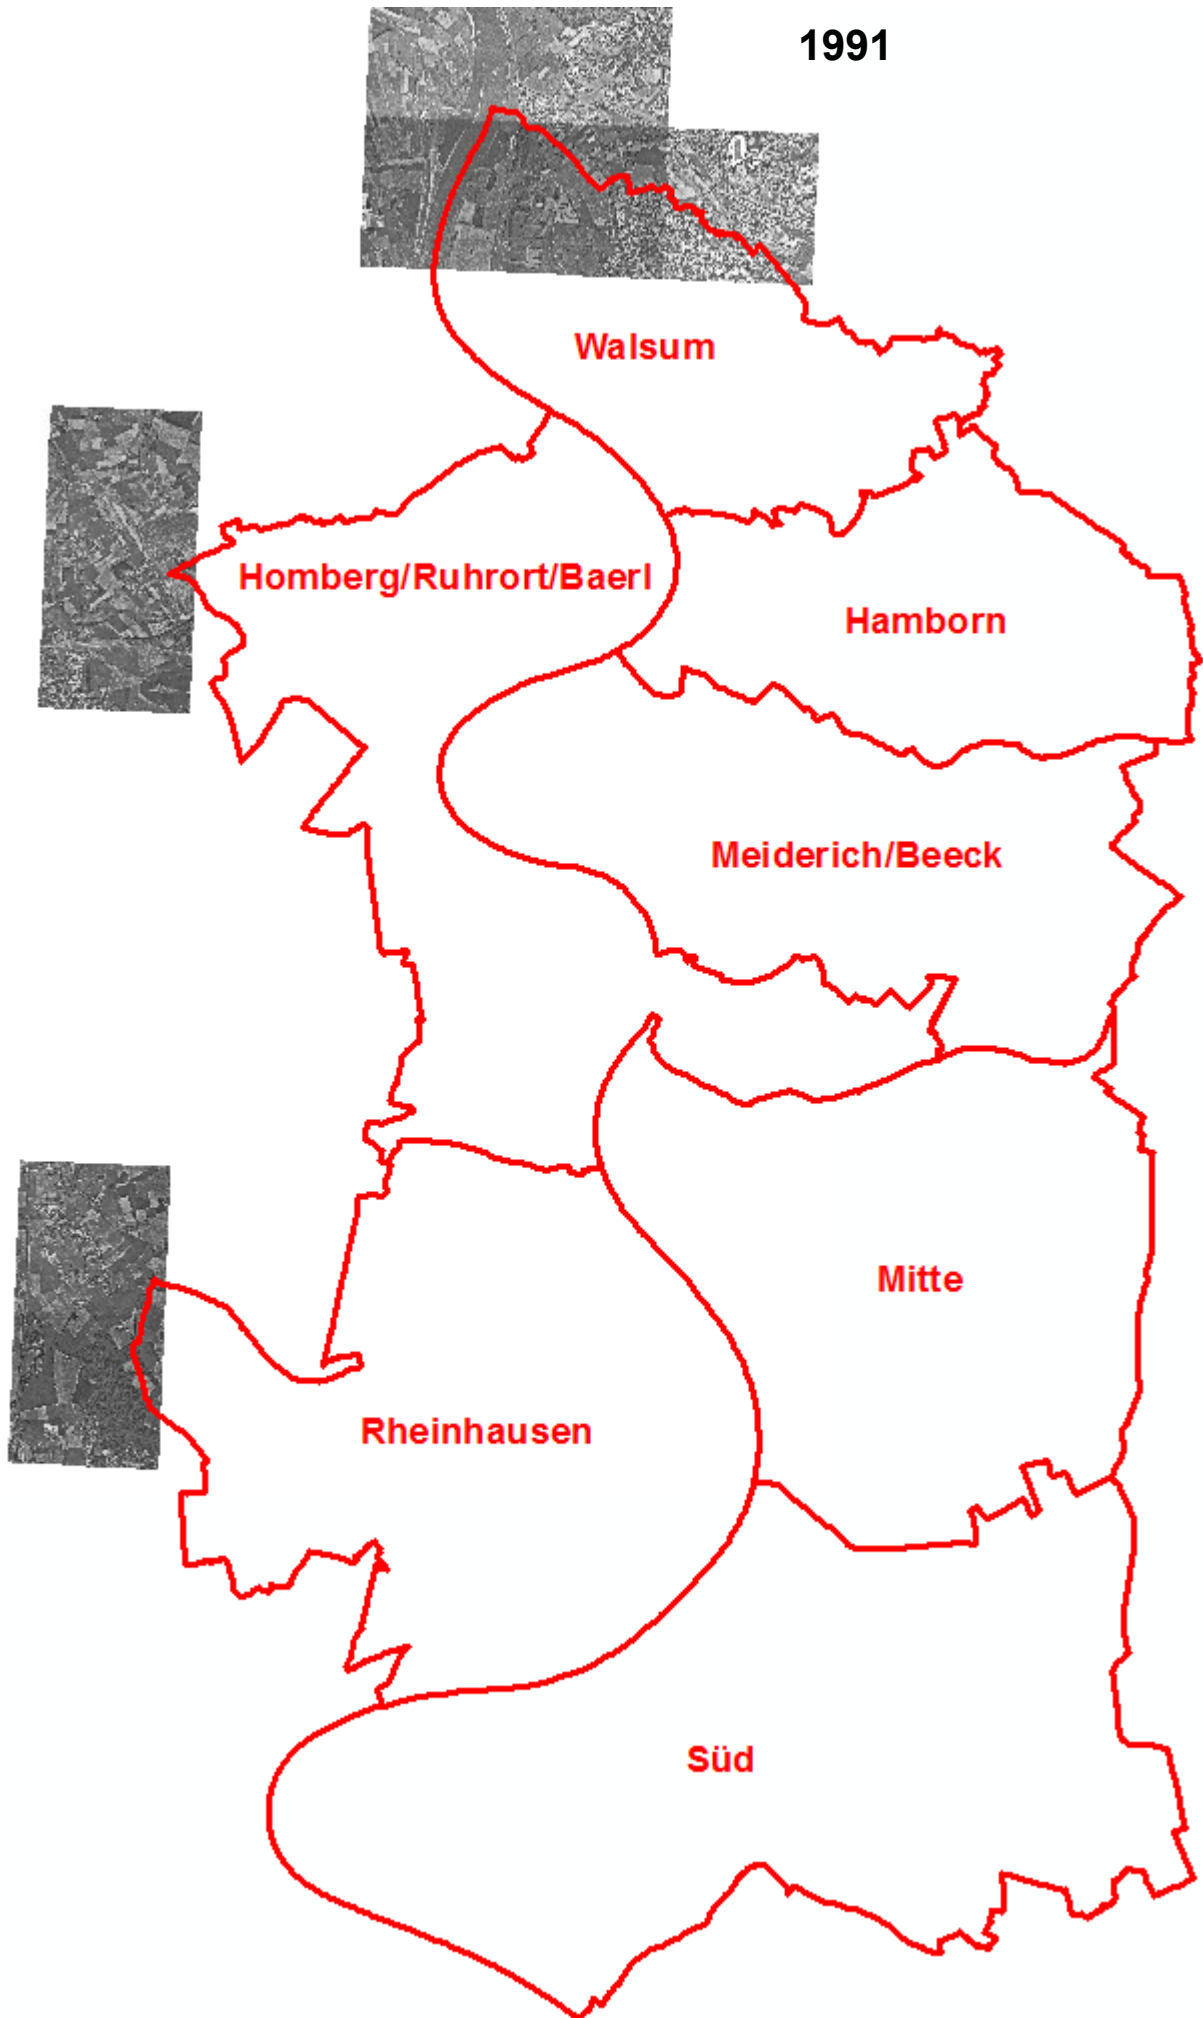 1991
Walsum
Homberg/Ruhrort/Baerl
Hamborn
Meiderich/Beeck
Mitte
Rheinhausen
Süd